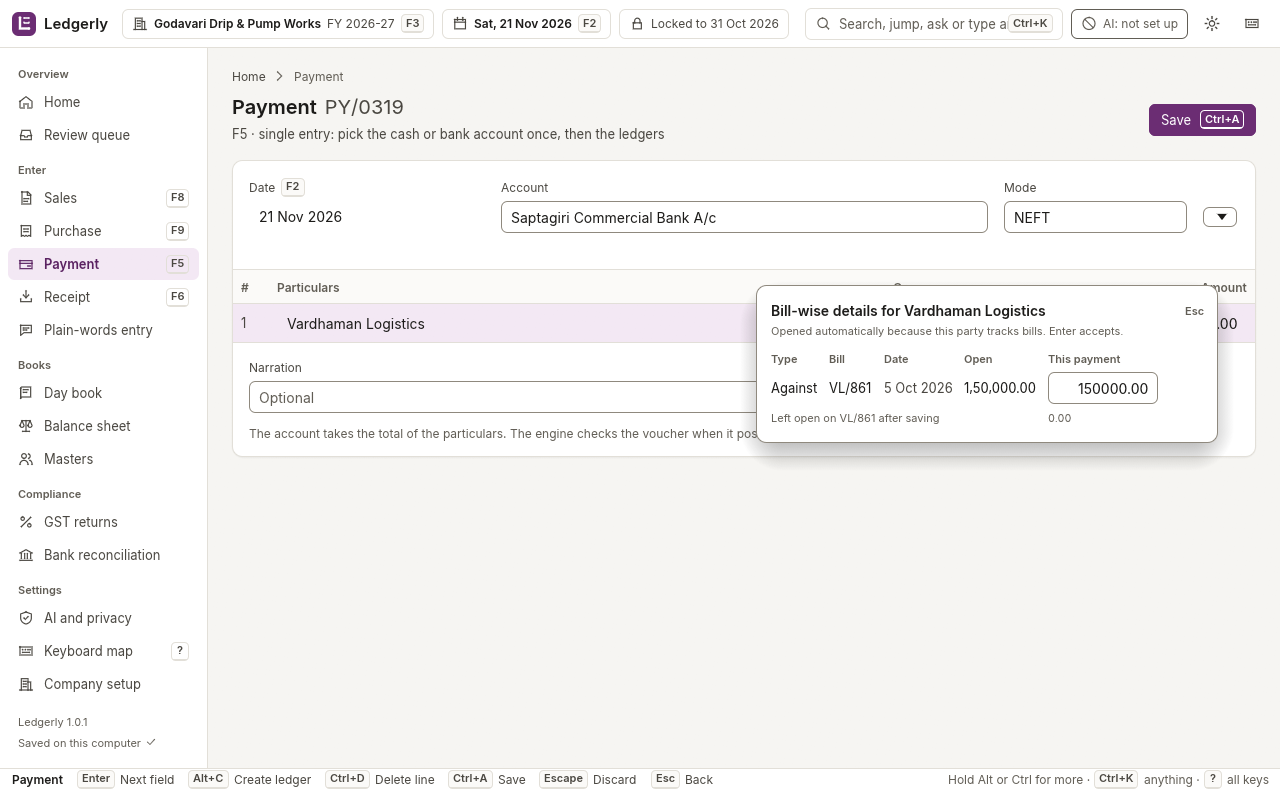 Ledgerly
Godavari Drip & Pump Works FY 2026-27 F3
Sat, 21 Nov 2026 F2
Locked to 31 Oct 2026
Search, jump, ask or type a Ctrl+K
AI: not set up
Overview
Home
Review queue
Enter
Sales F8
Purchase F9
Payment F5
Receipt F6
Plain-words entry
Books
Day book
Balance sheet
Masters
Compliance
GST returns
Bank reconciliation
Settings
AI and privacy
Keyboard map ?
Company setup
Ledgerly 1.0.1
Saved on this computer
Home Payment
Payment PY/0319
F5 · single entry: pick the cash or bank account once, then the ledgers
Save Ctrl+A
Date F2
Account
Mode
21 Nov 2026
Saptagiri Commercial Bank A/c
NEFT
# Particulars
1 Vardhaman Logistics
Narration
Optional
The account takes the total of the particulars. The engine checks the voucher when it
Bill-wise details for Vardhaman Logistics Esc
Opened automatically because this party tracks bills. Enter accepts.
Type Bill Date Open This payment
Against VL/861 5 Oct 2026 1,50,000.00 150000.00
Left open on VL/861 after saving 0.00
Payment Enter Next field Alt+C Create ledger Ctrl+D Delete line Ctrl+A Save Escape Discard Esc Back
Hold Alt or Ctrl for more · Ctrl+K anything · ? all keys